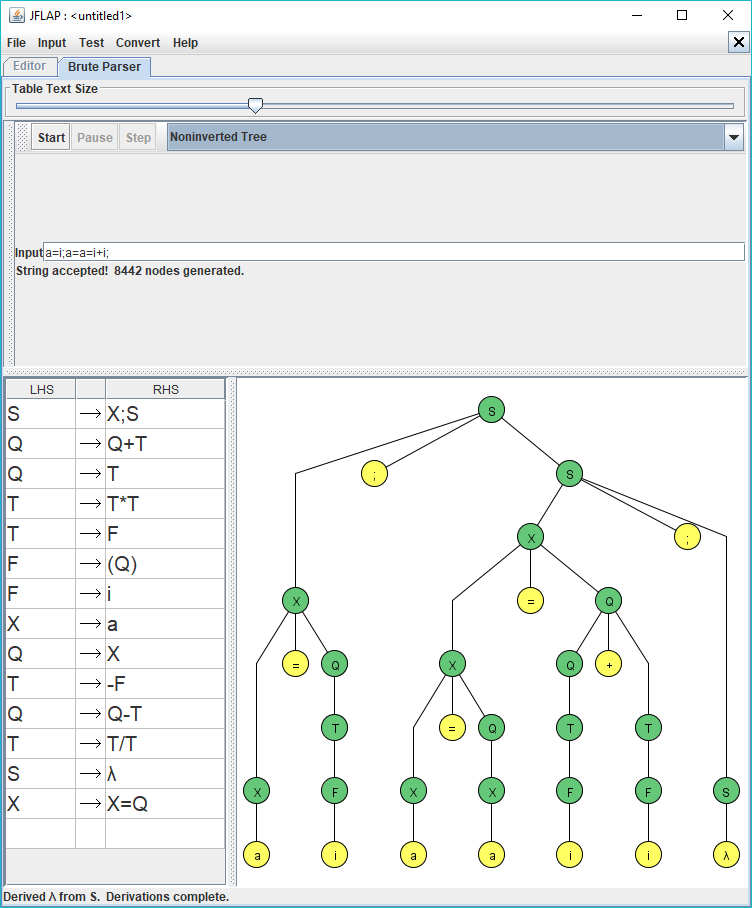 JFLAP : <untitled1>
File Input Test Convert Help
Editor Brute Parser
Table Text Size
Start Pause Step Noninverted Tree
Input a=i;a=a=i+i;
String accepted! 8442 nodes generated.
LHS RHS
S → X;S
Q → Q+T
Q → T
T → T*T
T → F
F → (Q)
F → i
X → a
Q → X
T → -F
Q → Q-T
T → T/T
S → λ
X → X=Q
S
; S
X ;
X = Q
= Q X Q +
T = Q T T
X F X X F F S
a i a a i i λ
Derived λ from S. Derivations complete.